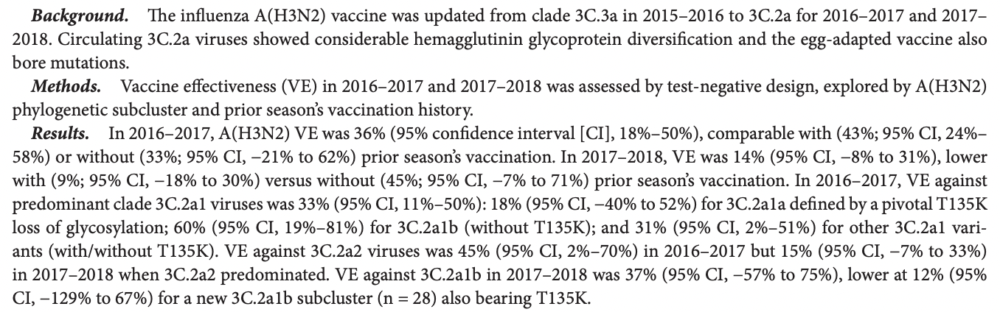 Background. The influenza A(H3N2) vaccine was updated from clade 3C.3a in 2015–2016 to 3C.2a for 2016–2017 and 2017–
2018. Circulating 3C.2a viruses showed considerable hemagglutinin glycoprotein diversification and the egg-adapted vaccine also
bore mutations.
Methods. Vaccine effectiveness (VE) in 2016–2017 and 2017–2018 was assessed by test-negative design, explored by A(H3N2)
phylogenetic subcluster and prior season's vaccination history.
Results. In 2016–2017, A(H3N2) VE was 36% (95% confidence interval [CI], 18%–50%), comparable with (43%; 95% CI, 24%–
58%) or without (33%; 95% CI, −21% to 62%) prior season's vaccination. In 2017–2018, VE was 14% (95% CI, −8% to 31%), lower
with (9%; 95% CI, −18% to 30%) versus without (45%; 95% CI, −7% to 71%) prior season's vaccination. In 2016–2017, VE against
predominant clade 3C.2a1 viruses was 33% (95% CI, 11%–50%): 18% (95% CI, −40% to 52%) for 3C.2a1a defined by a pivotal T135K
loss of glycosylation; 60% (95% CI, 19%–81%) for 3C.2a1b (without T135K); and 31% (95% CI, 2%–51%) for other 3C.2a1 vari-
ants (with/without T135K). VE against 3C.2a2 viruses was 45% (95% CI, 2%–70%) in 2016–2017 but 15% (95% CI, −7% to 33%)
in 2017–2018 when 3C.2a2 predominated. VE against 3C.2a1b in 2017–2018 was 37% (95% CI, −57% to 75%), lower at 12% (95%
CI, −129% to 67%) for a new 3C.2a1b subcluster (n = 28) also bearing T135K.